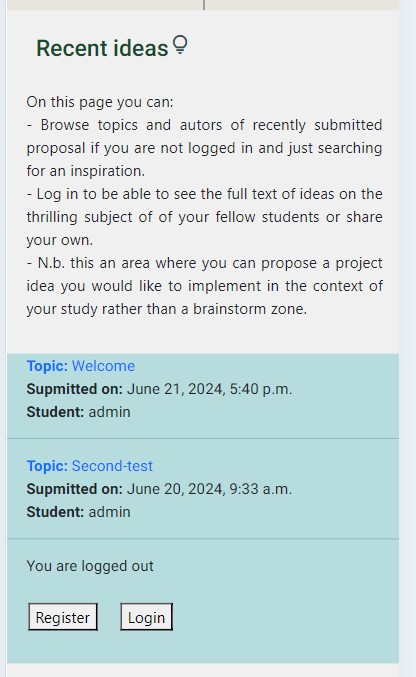 Recent ideas
On this page you can:
- Browse topics and autors of recently submitted
proposal if you are not logged in and just searching
for an inspiration.
- Log in to be able to see the full text of ideas on the
thrilling subject of of your fellow students or share
your own.
- N.b. this an area where you can propose a project
idea you would like to implement in the context of
your study rather than a brainstorm zone.
Topic: Welcome
Supmitted on: June 21, 2024, 5:40 p.m.
Student: admin
Topic: Second-test
Supmitted on: June 20, 2024, 9:33 a.m.
Student: admin
You are logged out
Register Login